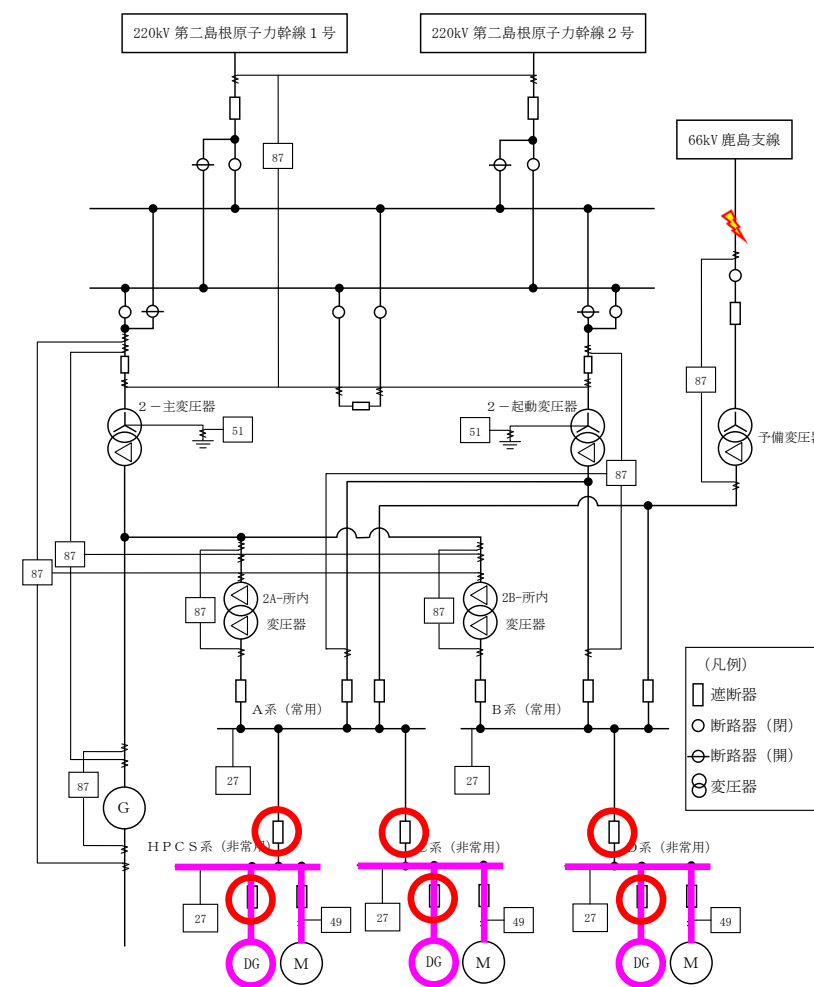 220kV 第二島根原子力幹線1号
220kV 第二島根原子力幹線2号
66kV 鹿島支線
87
87
2-主変圧器
51
2-起動変圧器
51
予備変圧器
87
87
87
87
2A-所内
変圧器
87
2B-所内
変圧器
(凡例)
遮断器
断路器(閉)
断路器(開)
変圧器
A系(常用)
B系(常用)
27
27
87
G
HPCS系(非常用)
C系(非常用)
D系(非常用)
27
49
27
49
27
49
DG
M
DG
M
DG
M